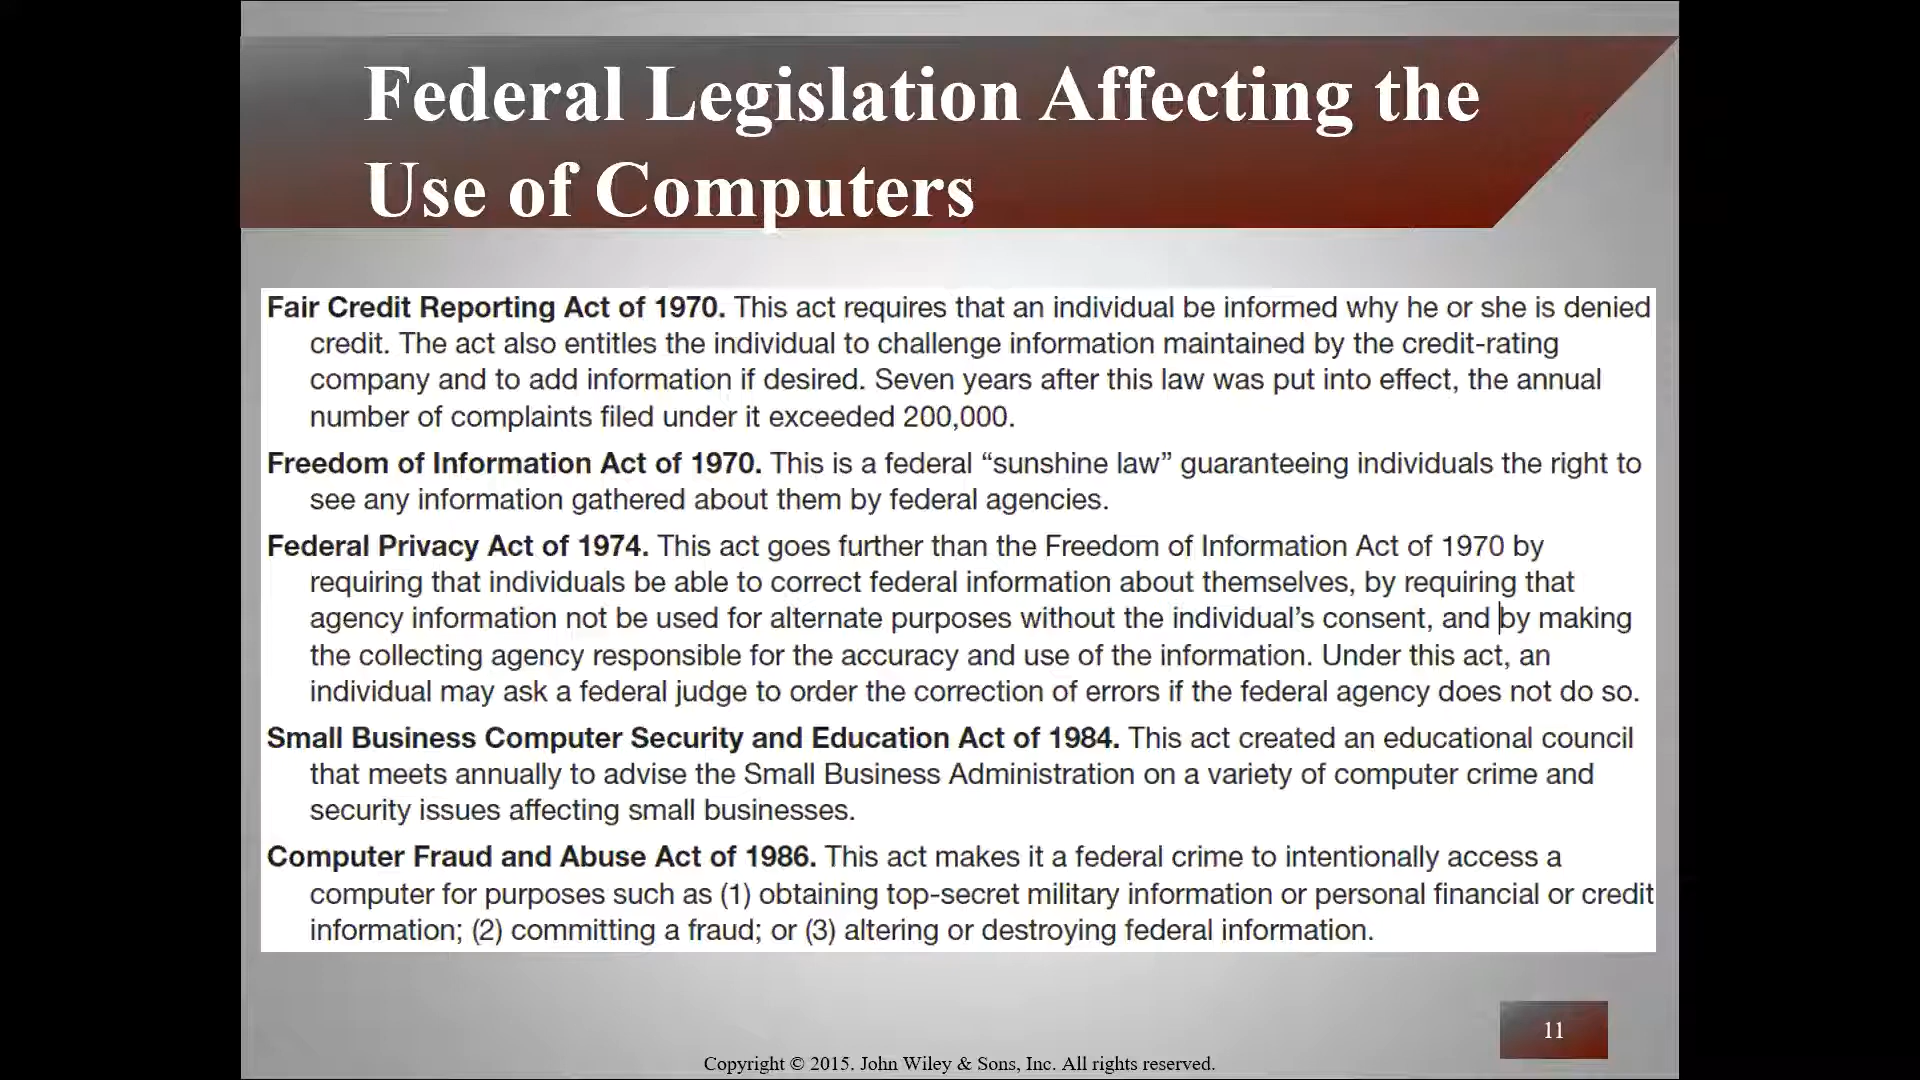 Federal Legislation Affecting the
Use of Computers
Fair Credit Reporting Act of 1970. This act requires that an individual be informed why he or she is denied
credit. The act also entitles the individual to challenge information maintained by the credit-rating
company and to add information if desired. Seven years after this law was put into effect, the annual
number of complaints filed under it exceeded 200,000.
Freedom of Information Act of 1970. This is a federal “sunshine law” guaranteeing individuals the right to
see any information gathered about them by federal agencies.
Federal Privacy Act of 1974. This act goes further than the Freedom of Information Act of 1970 by
requiring that individuals be able to correct federal information about themselves, by requiring that
agency information not be used for alternate purposes without the individual’s consent, and by making
the collecting agency responsible for the accuracy and use of the information. Under this act, an
individual may ask a federal judge to order the correction of errors if the federal agency does not do so.
Small Business Computer Security and Education Act of 1984. This act created an educational council
that meets annually to advise the Small Business Administration on a variety of computer crime and
security issues affecting small businesses.
Computer Fraud and Abuse Act of 1986. This act makes it a federal crime to intentionally access a
computer for purposes such as (1) obtaining top-secret military information or personal financial or credit
information; (2) committing a fraud; or (3) altering or destroying federal information.
11
Copyright © 2015. John Wiley & Sons, Inc. All rights reserved.